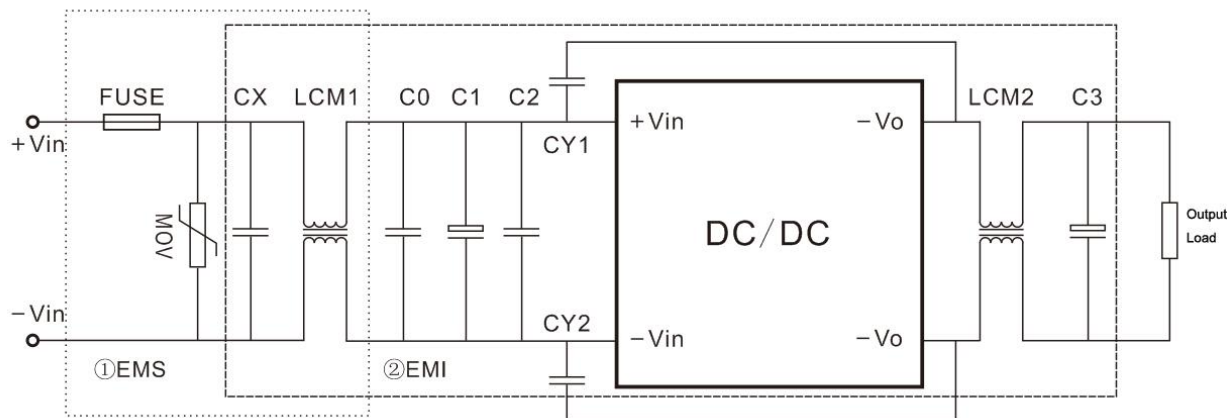 FUSE
CX
LCM1
C0
C1
C2
LCM2
C3
+Vin
CY1
+Vin
−Vo
MOV
DC/DC
Output
Load
−Vin
CY2
−Vin
−Vo
①EMS
②EMI